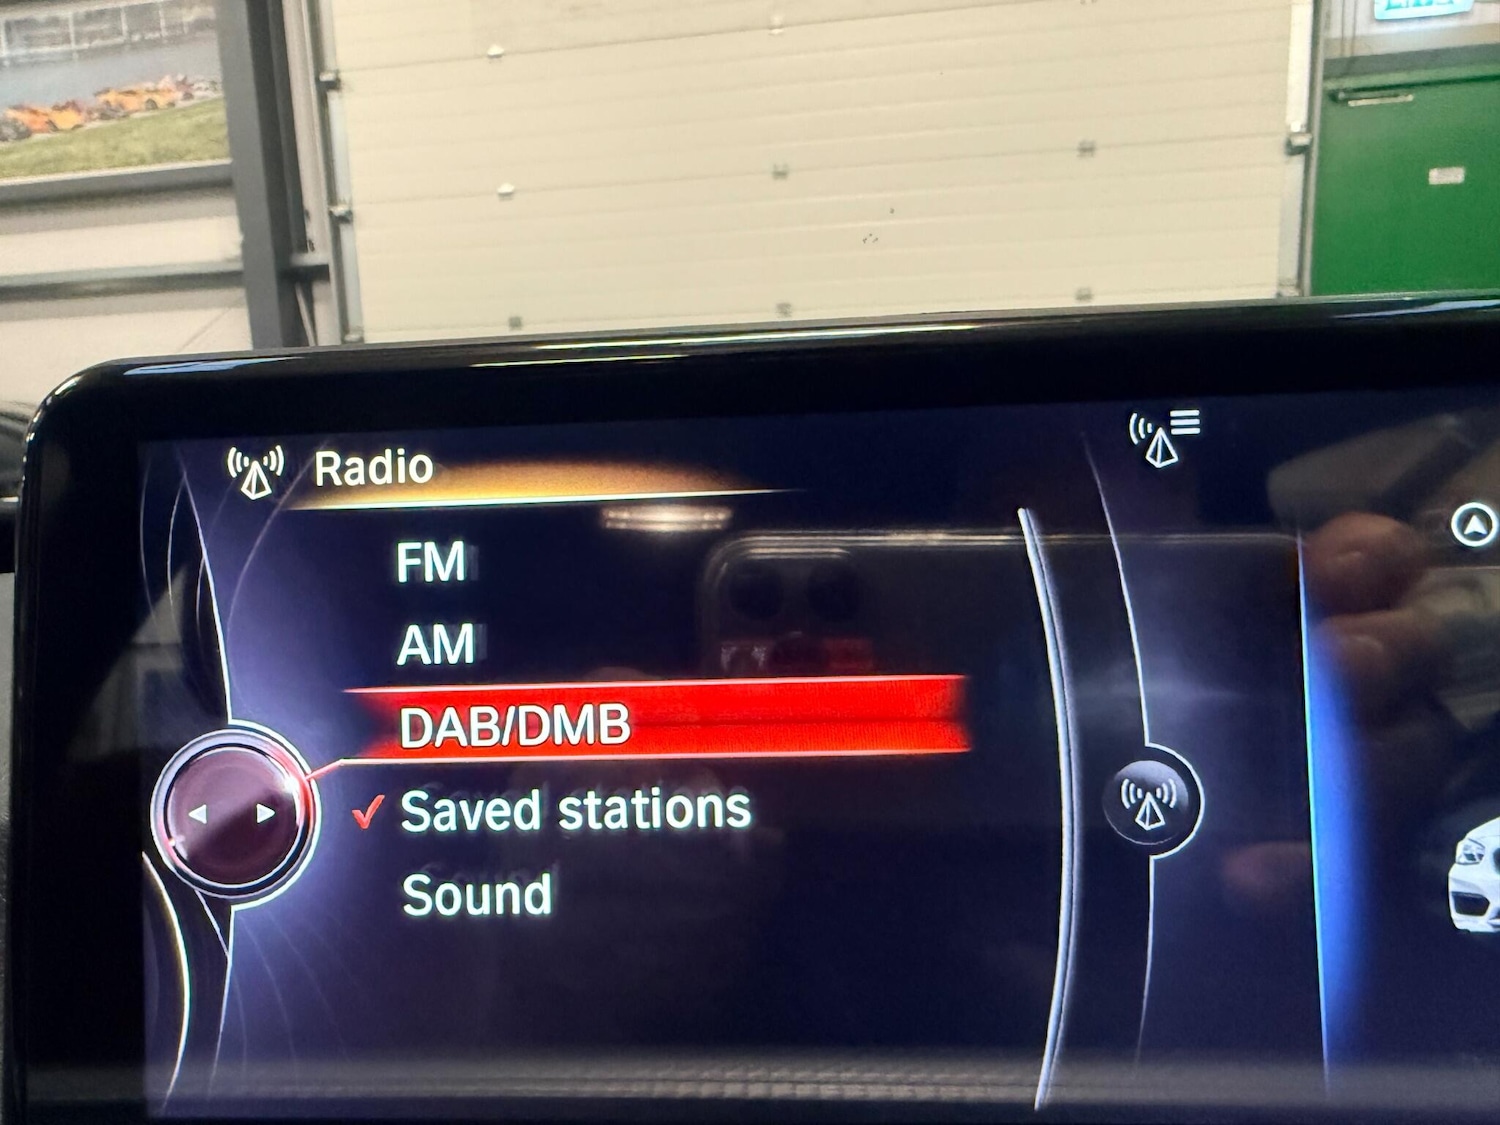 Radio
FM
AM
DAB/DMB
Saved stations
Sound